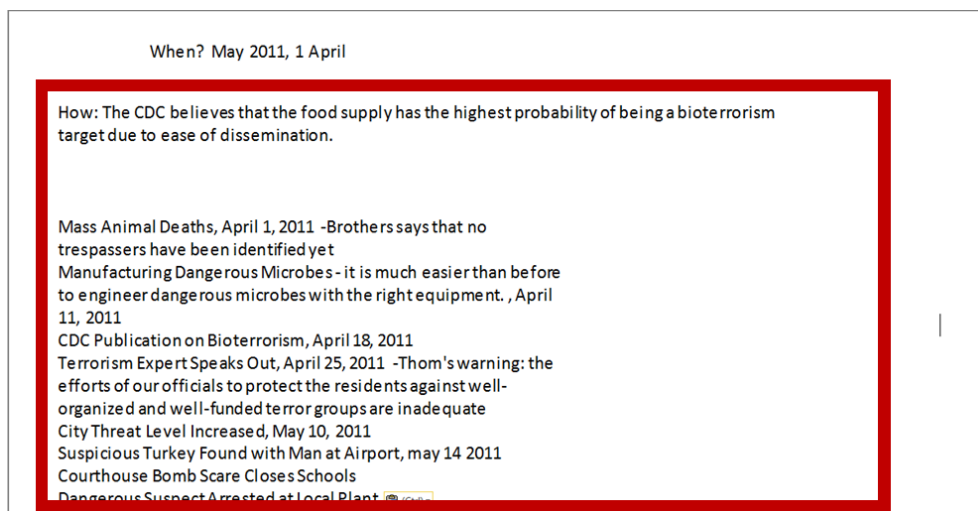 When? May 2011, 1 April
How: The CDC believes that the food supply has the highest probability of being a bioterrorism
target due to ease of dissemination.
Mass Animal Deaths, April 1, 2011 -Brothers says that no
trespassers have been identified yet
Manufacturing Dangerous Microbes - it is much easier than before
to engineer dangerous microbes with the right equipment. , April
11, 2011
CDC Publication on Bioterrorism, April 18, 2011
Terrorism Expert Speaks Out, April 25, 2011 -Thom's warning: the
efforts of our officials to protect the residents against well-
organized and well-funded terror groups are inadequate
City Threat Level Increased, May 10, 2011
Suspicious Turkey Found with Man at Airport, may 14 2011
Courthouse Bomb Scare Closes Schools
Dangerous Suspect Arrested at Local Plant